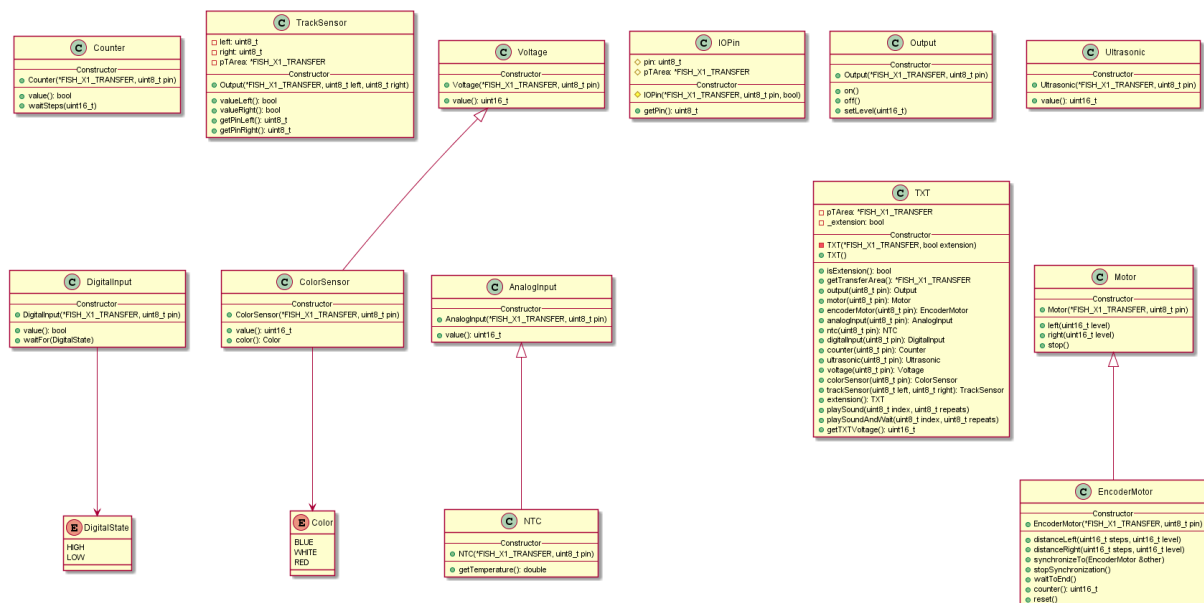 C Counter
Constructor
Counter(*FISH_X1_TRANSFER, uint8_t pin)
value(): bool
waitSteps(uint16_t)
C TrackSensor
left: uint8_t
right: uint8_t
pTArea: *FISH_X1_TRANSFER
Constructor
Output(*FISH_X1_TRANSFER, uint8_t left, uint8_t right)
valueLeft(): bool
valueRight(): bool
getPinLeft(): uint8_t
getPinRight(): uint8_t
C Voltage
Constructor
Voltage(*FISH_X1_TRANSFER, uint8_t pin)
value(): uint16_t
C IOPin
pin: uint8_t
pTArea: *FISH_X1_TRANSFER
Constructor
IOPin(*FISH_X1_TRANSFER, uint8_t pin, bool)
getPin(): uint8_t
C Output
Constructor
Output(*FISH_X1_TRANSFER, uint8_t pin)
on()
off()
setLevel(uint16_t)
C Ultrasonic
Constructor
Ultrasonic(*FISH_X1_TRANSFER, uint8_t pin)
value(): uint16_t
C DigitalInput
Constructor
DigitalInput(*FISH_X1_TRANSFER, uint8_t pin)
value(): bool
waitFor(DigitalState)
C ColorSensor
Constructor
ColorSensor(*FISH_X1_TRANSFER, uint8_t pin)
value(): uint16_t
color(): Color
C AnalogInput
Constructor
AnalogInput(*FISH_X1_TRANSFER, uint8_t pin)
value(): uint16_t
C TXT
pTArea: *FISH_X1_TRANSFER
_extension: bool
Constructor
TXT(*FISH_X1_TRANSFER, bool extension)
TXT()
isExtension(): bool
getTransferArea(): *FISH_X1_TRANSFER
output(uint8_t pin): Output
motor(uint8_t pin): Motor
encoderMotor(uint8_t pin): EncoderMotor
analogInput(uint8_t pin): AnalogInput
ntc(uint8_t pin): NTC
digitalInput(uint8_t pin): DigitalInput
counter(uint8_t pin): Counter
ultrasonic(uint8_t pin): Ultrasonic
voltage(uint8_t pin): Voltage
colorSensor(uint8_t pin): ColorSensor
trackSensor(uint8_t left, uint8_t right): TrackSensor
extension(): TXT
playSound(uint8_t index, uint8_t repeats)
playSoundAndWait(uint8_t index, uint8_t repeats)
getTXTVoltage(): uint16_t
C Motor
Constructor
Motor(*FISH_X1_TRANSFER, uint8_t pin)
left(uint16_t level)
right(uint16_t level)
stop()
E DigitalState
HIGH
LOW
E Color
BLUE
WHITE
RED
C NTC
Constructor
NTC(*FISH_X1_TRANSFER, uint8_t pin)
getTemperature(): double
C EncoderMotor
Constructor
EncoderMotor(*FISH_X1_TRANSFER, uint8_t pin)
distanceLeft(uint16_t steps, uint16_t level)
distanceRight(uint16_t steps, uint16_t level)
synchronizeTo(EncoderMotor &other)
stopSynchronization()
waitToEnd()
counter(): uint16_t
reset()